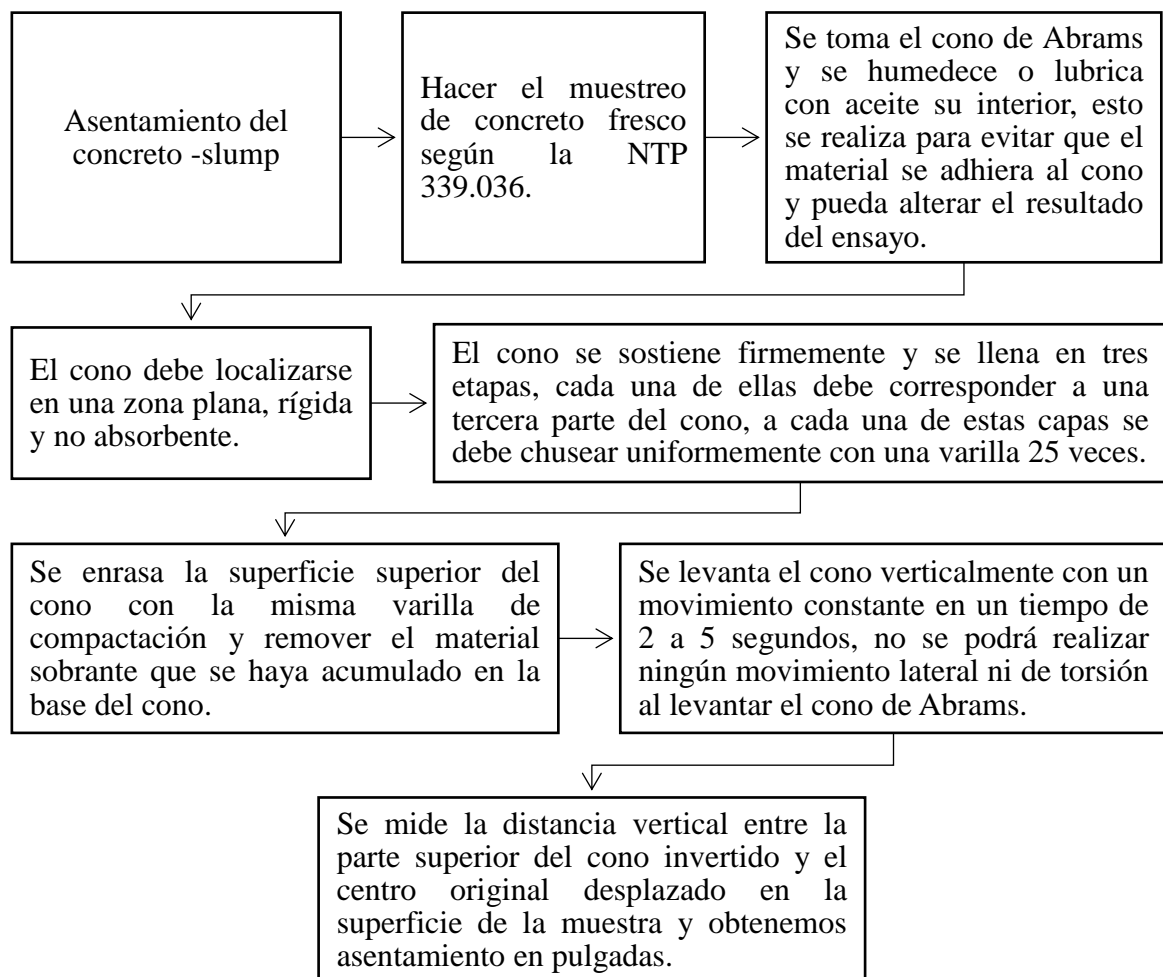 Asentamiento del
concreto -slump
Hacer el muestreo
de concreto fresco
según la NTP
339.036.
Se toma el cono de Abrams
y se humedece o lubrica
con aceite su interior, esto
se realiza para evitar que el
material se adhiera al cono
y pueda alterar el resultado
del ensayo.
El cono debe localizarse
en una zona plana, rígida
y no absorbente.
El cono se sostiene firmemente y se llena en tres
etapas, cada una de ellas debe corresponder a una
tercera parte del cono, a cada una de estas capas se
debe chusear uniformemente con una varilla 25 veces.
Se enrasa la superficie superior del
cono con la misma varilla de
compactación y remover el material
sobrante que se haya acumulado en la
base del cono.
Se levanta el cono verticalmente con un
movimiento constante en un tiempo de
2 a 5 segundos, no se podrá realizar
ningún movimiento lateral ni de torsión
al levantar el cono de Abrams.
Se mide la distancia vertical entre la
parte superior del cono invertido y el
centro original desplazado en la
superficie de la muestra y obtenemos
asentamiento en pulgadas.